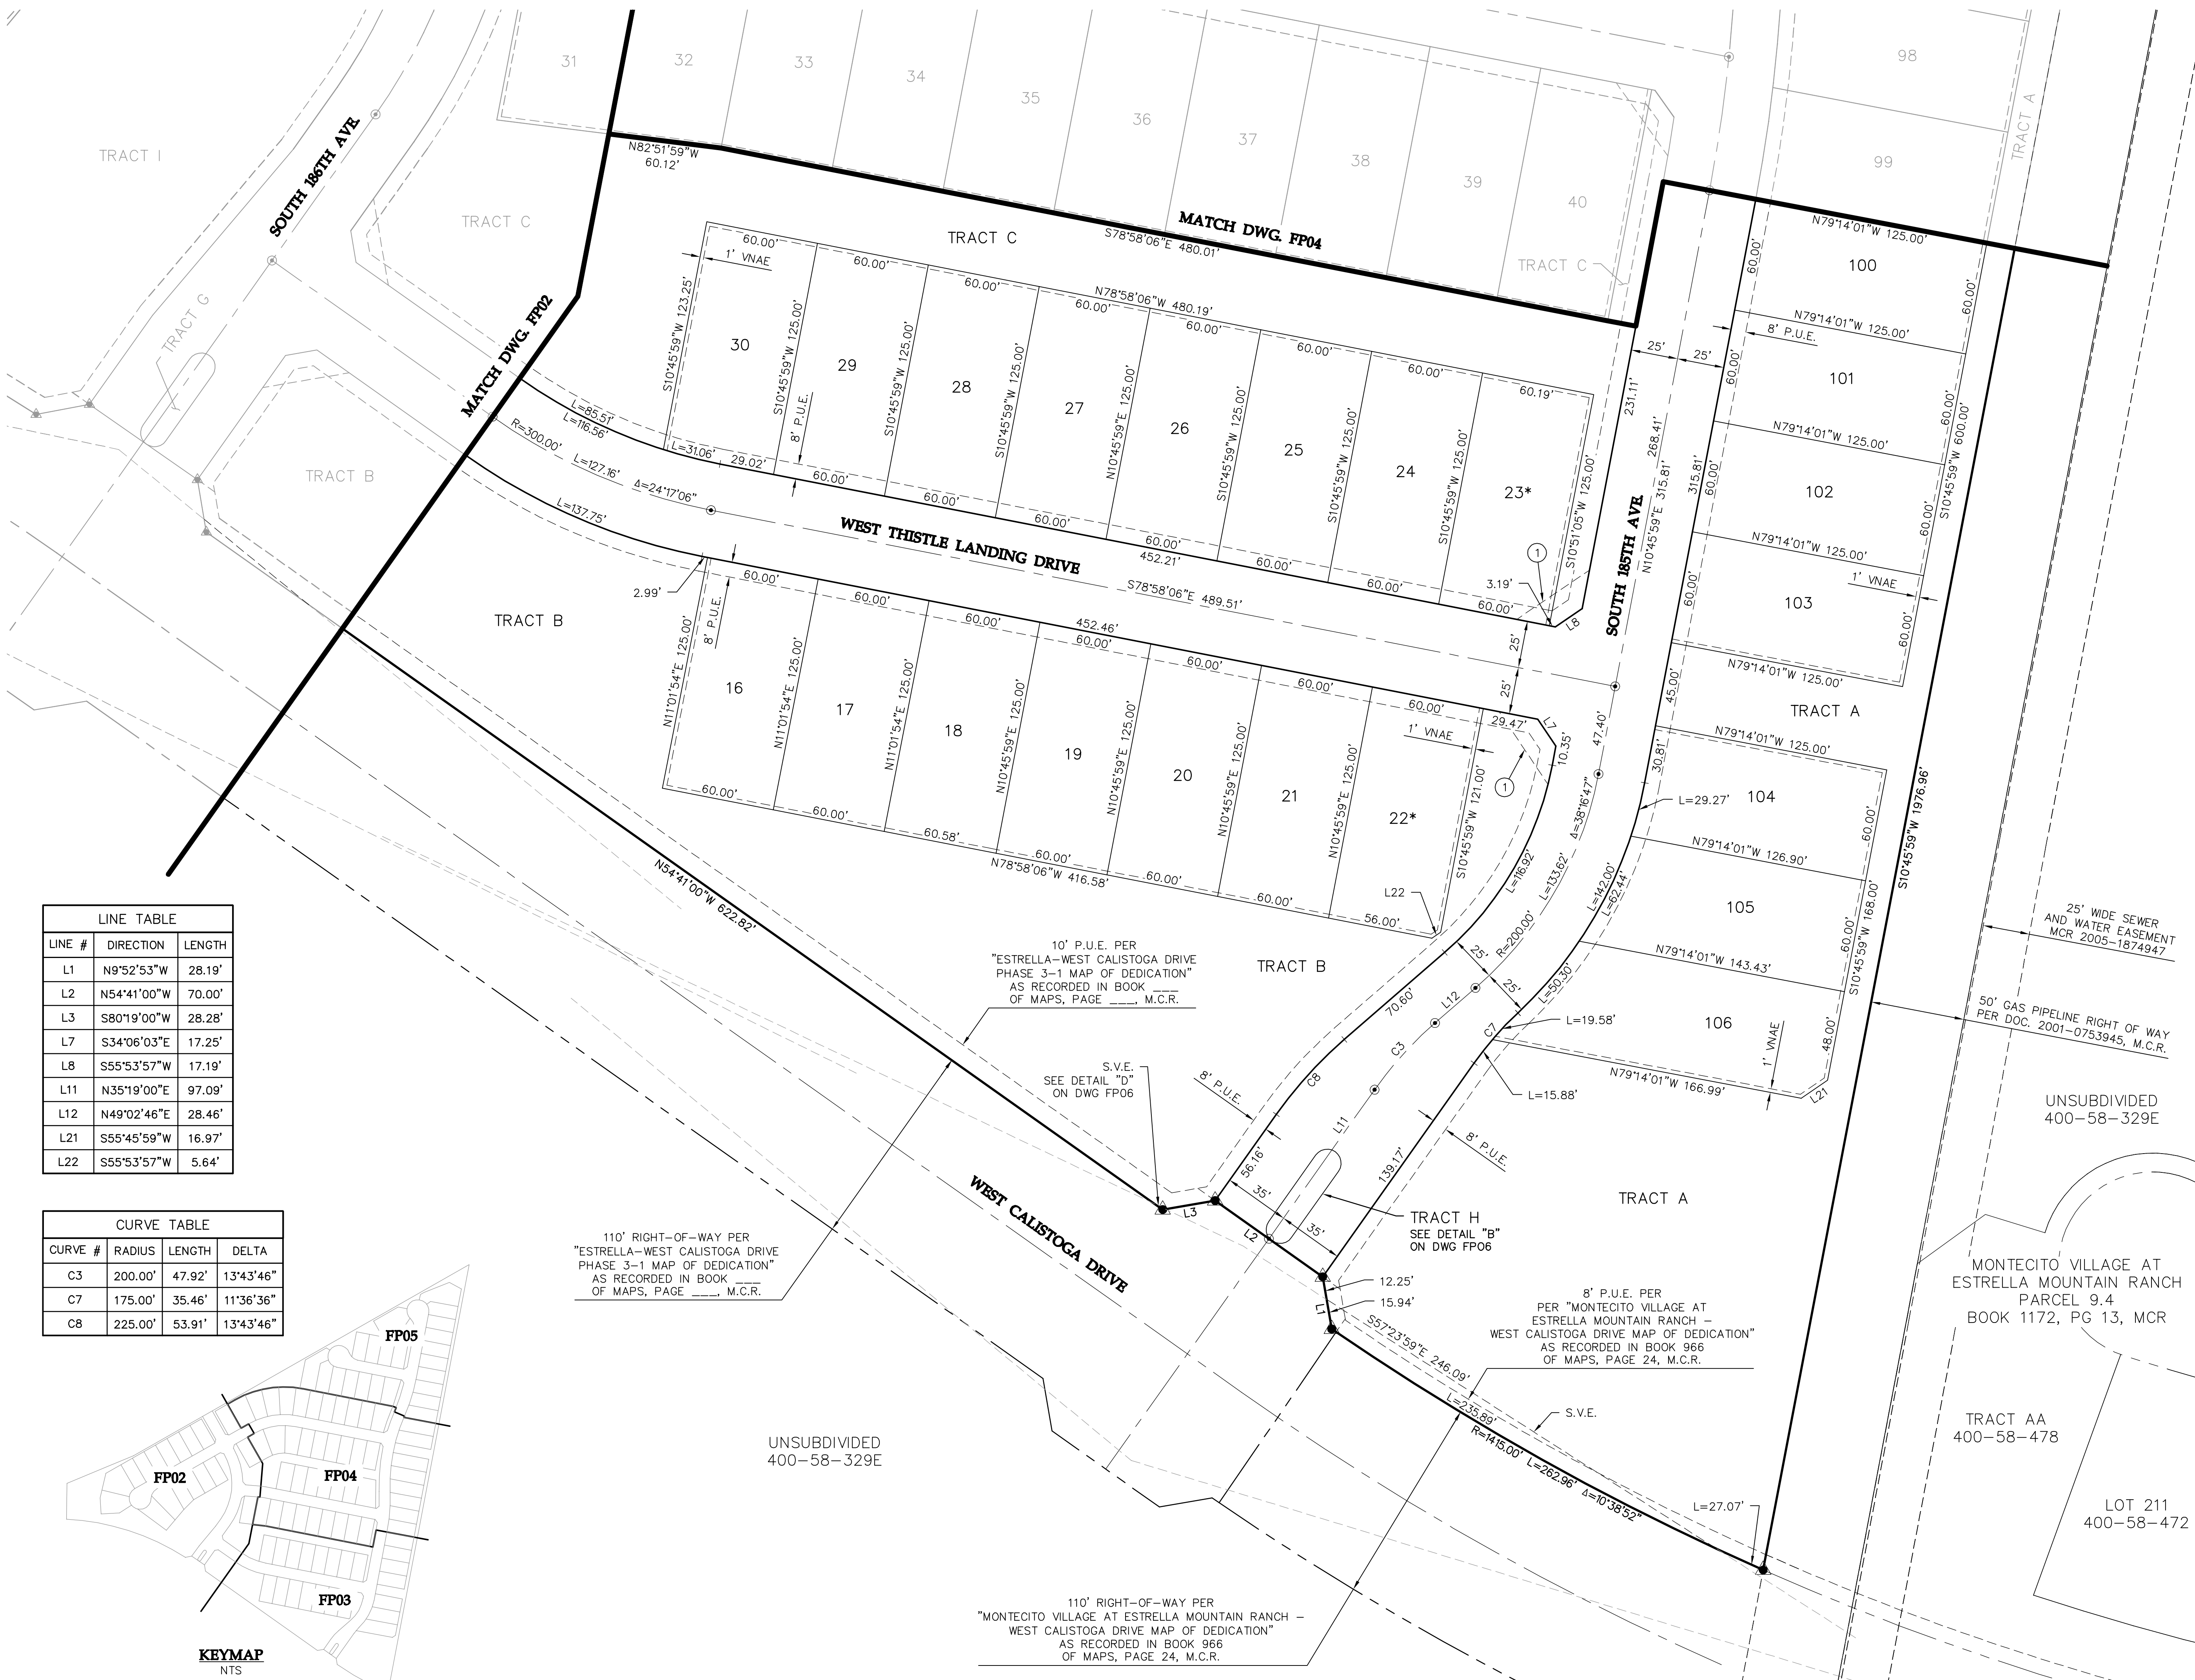 31
32
33
34
35
36
37
38
39
40
98
99
TRACT A
TRACT I
SOUTH 186TH AVE.
TRACT C
TRACT G
TRACT B
MATCH DWG. FP02
N82°51'59"W
60.12'
TRACT C
MATCH DWG. FP04
S78°58'06"E 480.01'
TRACT C
N78°58'06"W 480.19'
60.00'
60.00'
60.00'
60.00'
60.00'
60.00'
60.00'
60.19'
1' VNAE
S10°45'59"W 123.25'
30
S10°45'59"W 125.00'
29
S10°45'59"W 125.00'
28
S10°45'59"W 125.00'
27
N10°45'59"E 125.00'
26
S10°45'59"W 125.00'
25
S10°45'59"W 125.00'
24
S10°45'59"W 125.00'
23*
S10°51'05"W 125.00'
8' P.U.E.
L=85.51'
L=116.56'
L=31.06'
29.02'
60.00'
60.00'
60.00'
60.00'
60.00'
60.00'
60.00'
452.21'
1
3.19'
L8
R=300.00'
L=127.16'
Δ=24°17'06"
L=137.75'
WEST THISTLE LANDING DRIVE
S78°58'06"E 489.51'
25'
25'
25'
25'
231.11'
268.41'
SOUTH 185TH AVE.
N10°45'59"E 315.81'
315.81'
N79°14'01"W 125.00'
100
60.00'
60.00'
N79°14'01"W 125.00'
8' P.U.E.
101
60.00'
60.00'
S10°45'59"W 600.00'
N79°14'01"W 125.00'
102
60.00'
60.00'
N79°14'01"W 125.00'
1' VNAE
103
60.00'
60.00'
N79°14'01"W 125.00'
TRACT A
45.00'
N79°14'01"W 125.00'
30.81'
L=29.27'
104
60.00'
N79°14'01"W 126.90'
105
60.00'
S10°45'59"W 168.00'
N79°14'01"W 143.43'
106
48.00'
1' VNAE
N79°14'01"W 166.99'
L21
S10°45'59"W 1976.96'
2.99'
TRACT B
60.00'
60.00'
60.00'
452.46'
60.00'
60.00'
60.00'
60.00'
29.47'
L7
8' P.U.E.
N11°01'54"E 125.00'
16
N11°01'54"E 125.00'
17
N11°01'54"E 125.00'
18
N10°45'59"E 125.00'
19
N10°45'59"E 125.00'
20
N10°45'59"E 125.00'
21
N10°45'59"E 125.00'
22*
1' VNAE
S10°45'59"W 121.00'
1
60.00'
60.00'
60.58'
60.00'
60.00'
60.00'
56.00'
N78°58'06"W 416.58'
L22
10.35'
47.40'
Δ=38°16'47"
L=116.92'
L=133.62'
R=200.00'
L=142.00'
L=62.44'
L=50.30'
25'
25'
L12
70.60'
C7
L=19.58'
L=15.88'
C3
C8
L11
8' P.U.E.
8' P.U.E.
56.16'
139.17'
35'
35'
L3
L2
L1
TRACT B
N54°41'00"W 622.82'
10' P.U.E. PER
"ESTRELLA-WEST CALISTOGA DRIVE
PHASE 3-1 MAP OF DEDICATION"
AS RECORDED IN BOOK ___
OF MAPS, PAGE ___, M.C.R.
S.V.E.
SEE DETAIL "D"
ON DWG FP06
TRACT H
SEE DETAIL "B"
ON DWG FP06
TRACT A
12.25'
15.94'
S57°23'59"E 246.09'
L=235.89'
R=1415.00' L=262.96' Δ=10°38'52"
L=27.07'
S.V.E.
8' P.U.E. PER
PER "MONTECITO VILLAGE AT
ESTRELLA MOUNTAIN RANCH –
WEST CALISTOGA DRIVE MAP OF DEDICATION"
AS RECORDED IN BOOK 966
OF MAPS, PAGE 24, M.C.R.
WEST CALISTOGA DRIVE
110' RIGHT-OF-WAY PER
"ESTRELLA-WEST CALISTOGA DRIVE
PHASE 3-1 MAP OF DEDICATION"
AS RECORDED IN BOOK ___
OF MAPS, PAGE ___, M.C.R.
UNSUBDIVIDED
400-58-329E
110' RIGHT-OF-WAY PER
"MONTECITO VILLAGE AT ESTRELLA MOUNTAIN RANCH –
WEST CALISTOGA DRIVE MAP OF DEDICATION"
AS RECORDED IN BOOK 966
OF MAPS, PAGE 24, M.C.R.
25' WIDE SEWER
AND WATER EASEMENT
MCR 2005-1874947
50' GAS PIPELINE RIGHT OF WAY
PER DOC. 2001-0753945, M.C.R.
UNSUBDIVIDED
400-58-329E
MONTECITO VILLAGE AT
ESTRELLA MOUNTAIN RANCH
PARCEL 9.4
BOOK 1172, PG 13, MCR
TRACT AA
400-58-478
LOT 211
400-58-472
LINE TABLE
LINE # DIRECTION LENGTH
L1 N9°52'53"W 28.19'
L2 N54°41'00"W 70.00'
L3 S80°19'00"W 28.28'
L7 S34°06'03"E 17.25'
L8 S55°53'57"W 17.19'
L11 N35°19'00"E 97.09'
L12 N49°02'46"E 28.46'
L21 S55°45'59"W 16.97'
L22 S55°53'57"W 5.64'
CURVE TABLE
CURVE # RADIUS LENGTH DELTA
C3 200.00' 47.92' 13°43'46"
C7 175.00' 35.46' 11°36'36"
C8 225.00' 53.91' 13°43'46"
FP05
FP02
FP04
FP03
KEYMAP
NTS